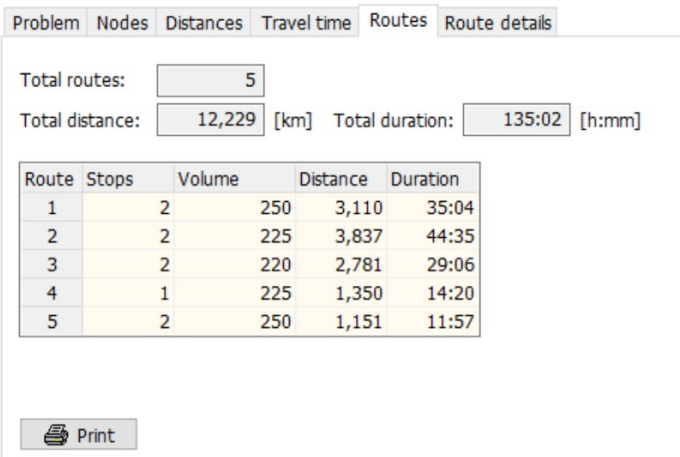 Problem Nodes Distances Travel time Routes Route details
Total routes: 5
Total distance: 12,229 [km] Total duration: 135:02 [h:mm]
Route Stops Volume Distance Duration
1 2 250 3,110 35:04
2 2 225 3,837 44:35
3 2 220 2,781 29:06
4 1 225 1,350 14:20
5 2 250 1,151 11:57
Print